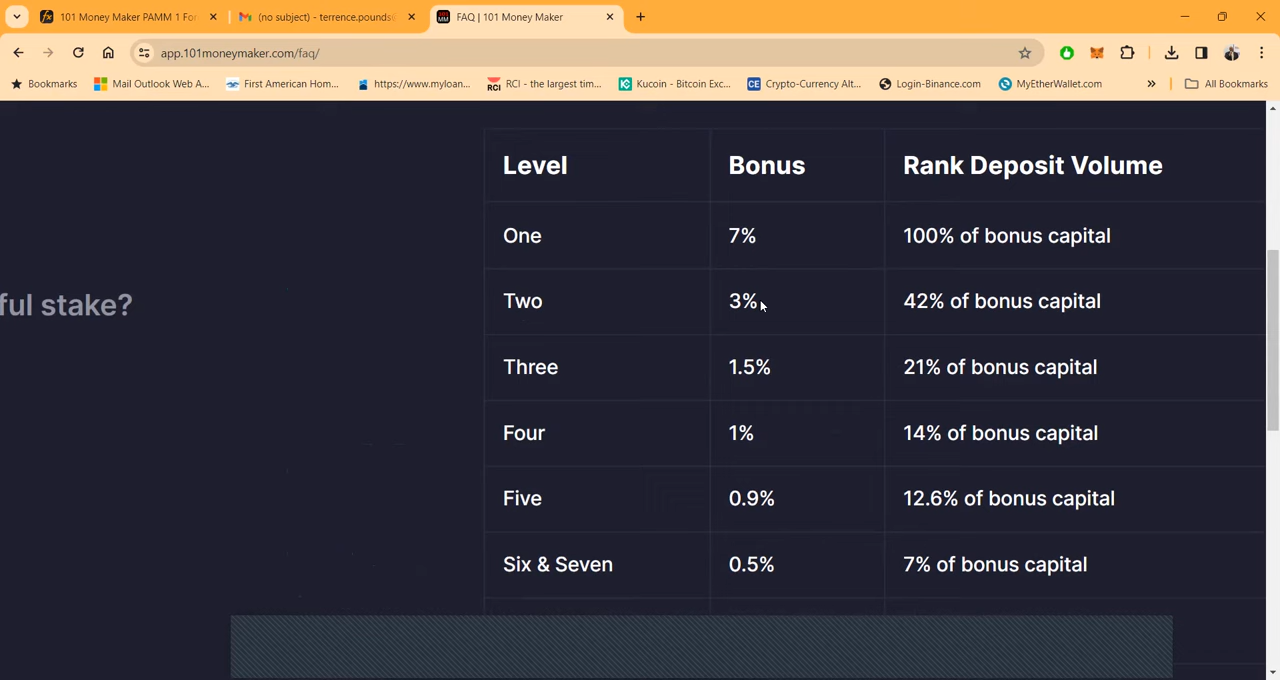 101 Money Maker PAMM 1 For
(no subject) - terrence.pounds@
FAQ | 101 Money Maker
app.101moneymaker.com/faq/
Bookmarks
Mail Outlook Web A...
First American Hom...
https://www.myloan...
RCI - the largest tim...
Kucoin - Bitcoin Exc...
Crypto-Currency Alt...
Login-Binance.com
MyEtherWallet.com
All Bookmarks
Level Bonus Rank Deposit Volume
One 7% 100% of bonus capital
Two 3% 42% of bonus capital
ful stake?
Three 1.5% 21% of bonus capital
Four 1% 14% of bonus capital
Five 0.9% 12.6% of bonus capital
Six & Seven 0.5% 7% of bonus capital